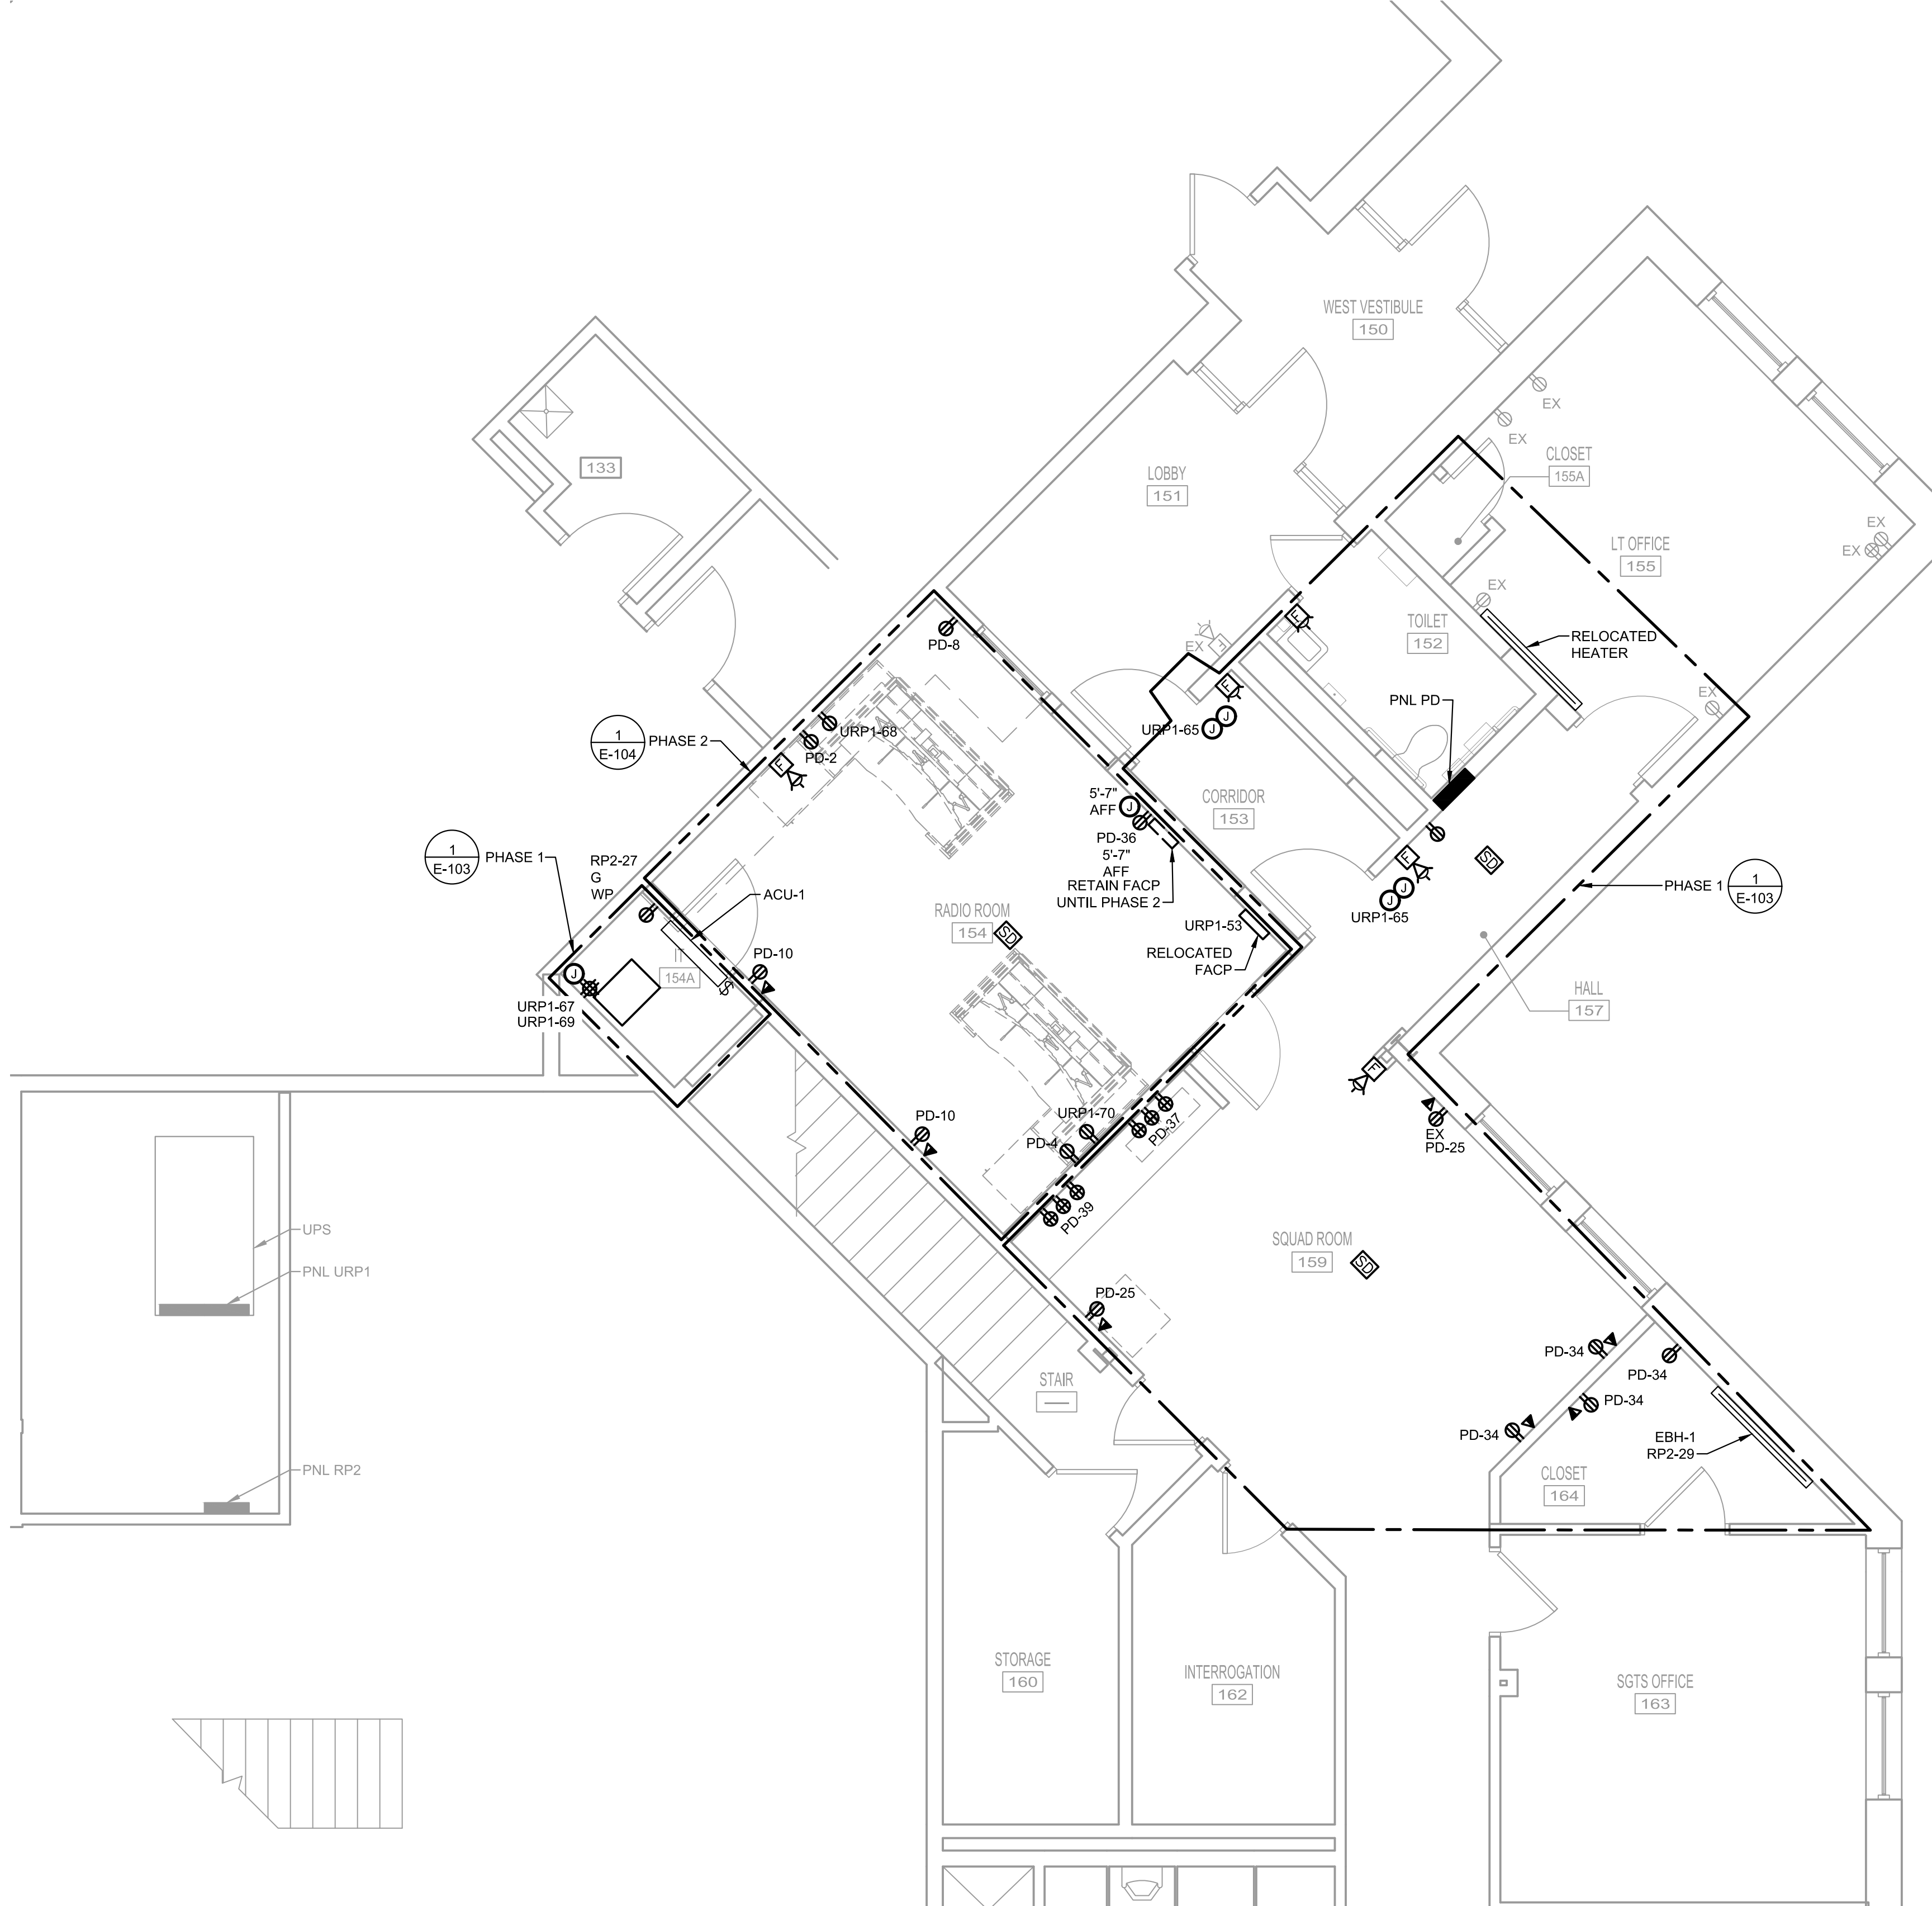 WEST VESTIBULE
150
EX
EX
CLOSET
155A
133
LOBBY
151
EX
EX
LT OFFICE
155
EX
TOILET
152
RELOCATED
HEATER
F
PD-8
EX
F
EX
PNL PD
F
J
J
URP1-65
1
E-104
PHASE 2
URP1-68
PD-2
F
5'-7"
AFF
J
CORRIDOR
153
PD-36
5'-7"
AFF
RETAIN FACP
UNTIL PHASE 2
F
SD
J
J
URP1-65
1
E-103
PHASE 1
RP2-27
G
WP
ACU-1
PHASE 1
1
E-103
RADIO ROOM
154
SD
URP1-53
RELOCATED
FACP
PD-10
IT
154A
J
URP1-67
URP1-69
HALL
157
F
PD-10
URP1-70
PD-4
PD-37
EX
PD-25
PD-39
UPS
PNL URP1
SQUAD ROOM
159
SD
PD-25
PD-34
PD-34
PD-34
STAIR
PD-34
EBH-1
RP2-29
PNL RP2
CLOSET
164
STORAGE
160
INTERROGATION
162
SGTS OFFICE
163